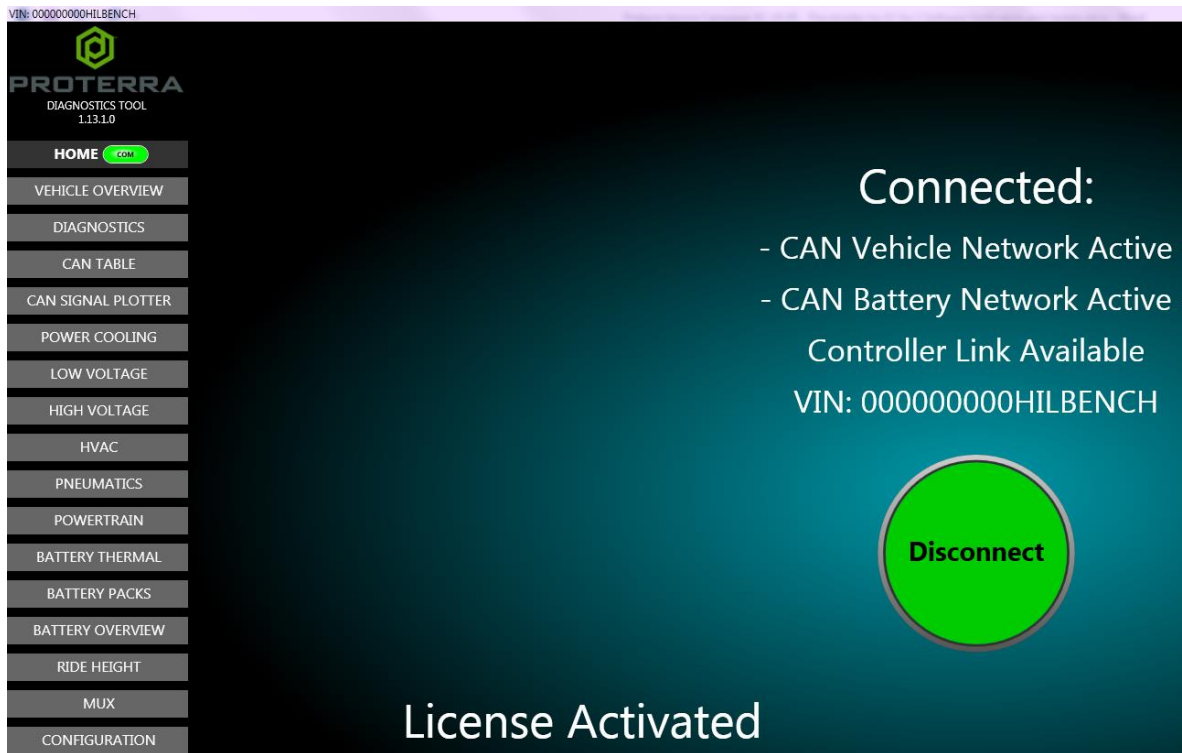 VIN: 000000000HILBENCH
PROTERRA
DIAGNOSTICS TOOL
1.13.1.0
HOME COM
VEHICLE OVERVIEW
DIAGNOSTICS
CAN TABLE
CAN SIGNAL PLOTTER
POWER COOLING
LOW VOLTAGE
HIGH VOLTAGE
HVAC
PNEUMATICS
POWERTRAIN
BATTERY THERMAL
BATTERY PACKS
BATTERY OVERVIEW
RIDE HEIGHT
MUX
CONFIGURATION
Connected:
- CAN Vehicle Network Active
- CAN Battery Network Active
Controller Link Available
VIN: 000000000HILBENCH
Disconnect
License Activated